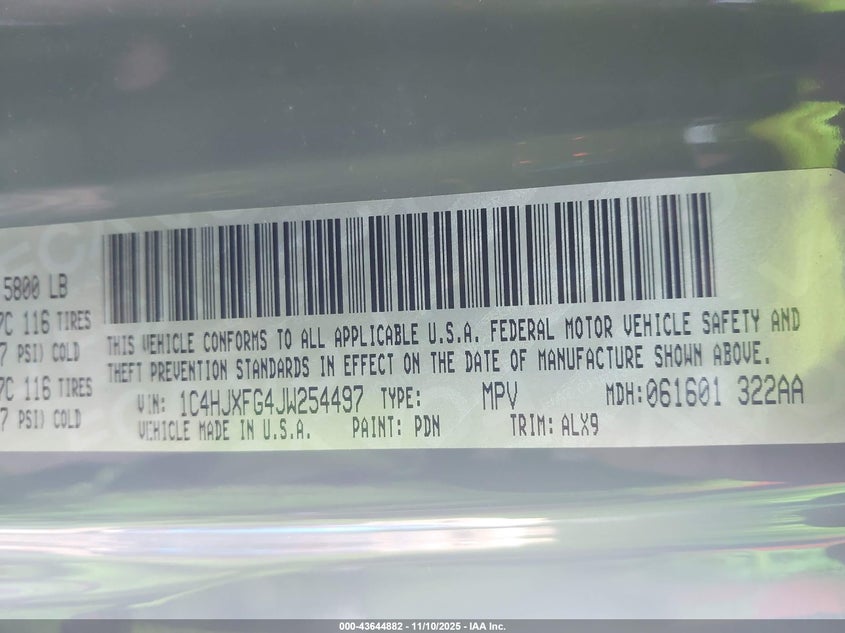 5800 LB
7C 116 TIRES
7 PSI) COLD
7C 116 TIRES
7 PSI) COLD
THIS VEHICLE CONFORMS TO ALL APPLICABLE U.S.A. FEDERAL MOTOR VEHICLE SAFETY AND
THEFT PREVENTION STANDARDS IN EFFECT ON THE DATE OF MANUFACTURE SHOWN ABOVE.
VIN: 1C4HJXFG4JW254497 TYPE: MPV MDH:061601 322AA
VEHICLE MADE IN U.S.A. PAINT: PDN TRIM: ALX9
000-43644882 - 11/10/2025 - IAA Inc.